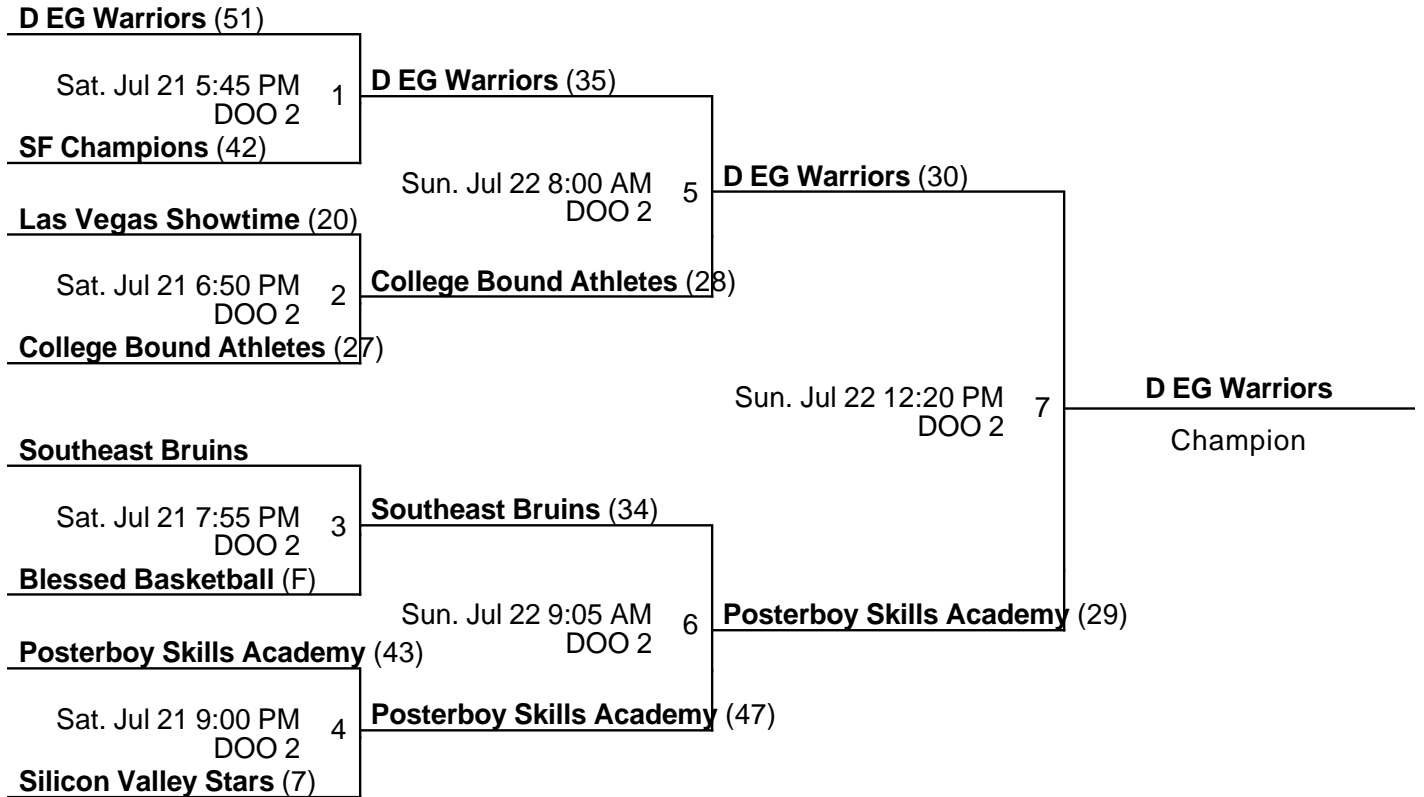 D EG Warriors (51)
Sat. Jul 21 5:45 PM
DOO 2
1
SF Champions (42)
D EG Warriors (35)
Las Vegas Showtime (20)
Sat. Jul 21 6:50 PM
DOO 2
2
College Bound Athletes (27)
Sun. Jul 22 8:00 AM
DOO 2
5
College Bound Athletes (28)
D EG Warriors (30)
Southeast Bruins
Sat. Jul 21 7:55 PM
DOO 2
3
Blessed Basketball (F)
Southeast Bruins (34)
Posterboy Skills Academy (43)
Sat. Jul 21 9:00 PM
DOO 2
4
Silicon Valley Stars (7)
Sun. Jul 22 9:05 AM
DOO 2
6
Posterboy Skills Academy (47)
Sun. Jul 22 12:20 PM
DOO 2
7
Posterboy Skills Academy (29)
D EG Warriors
Champion